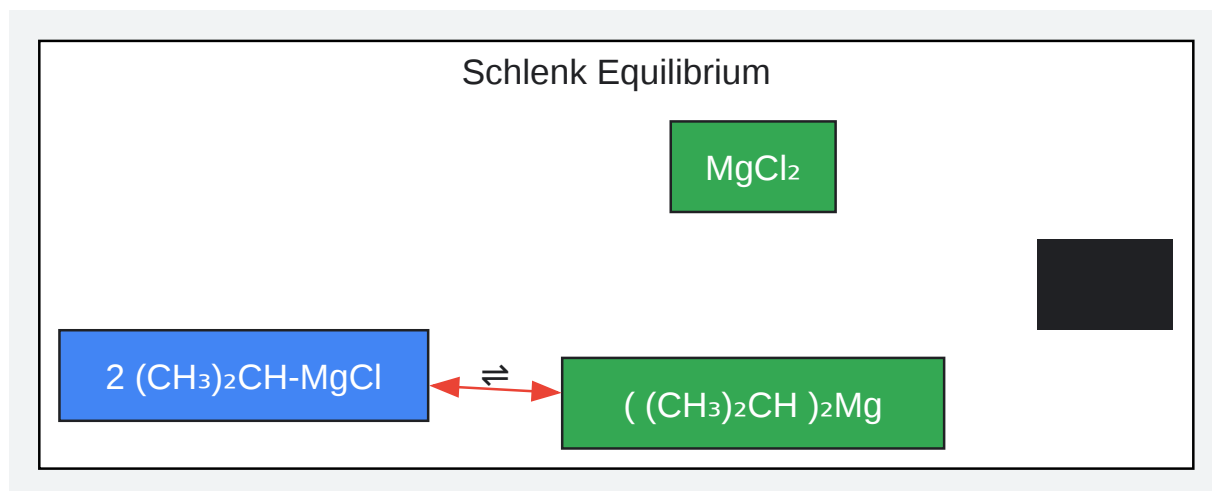 Schlenk Equilibrium
MgCl₂
2 (CH₃)₂CH-MgCl
⇌
( (CH₃)₂CH )₂Mg